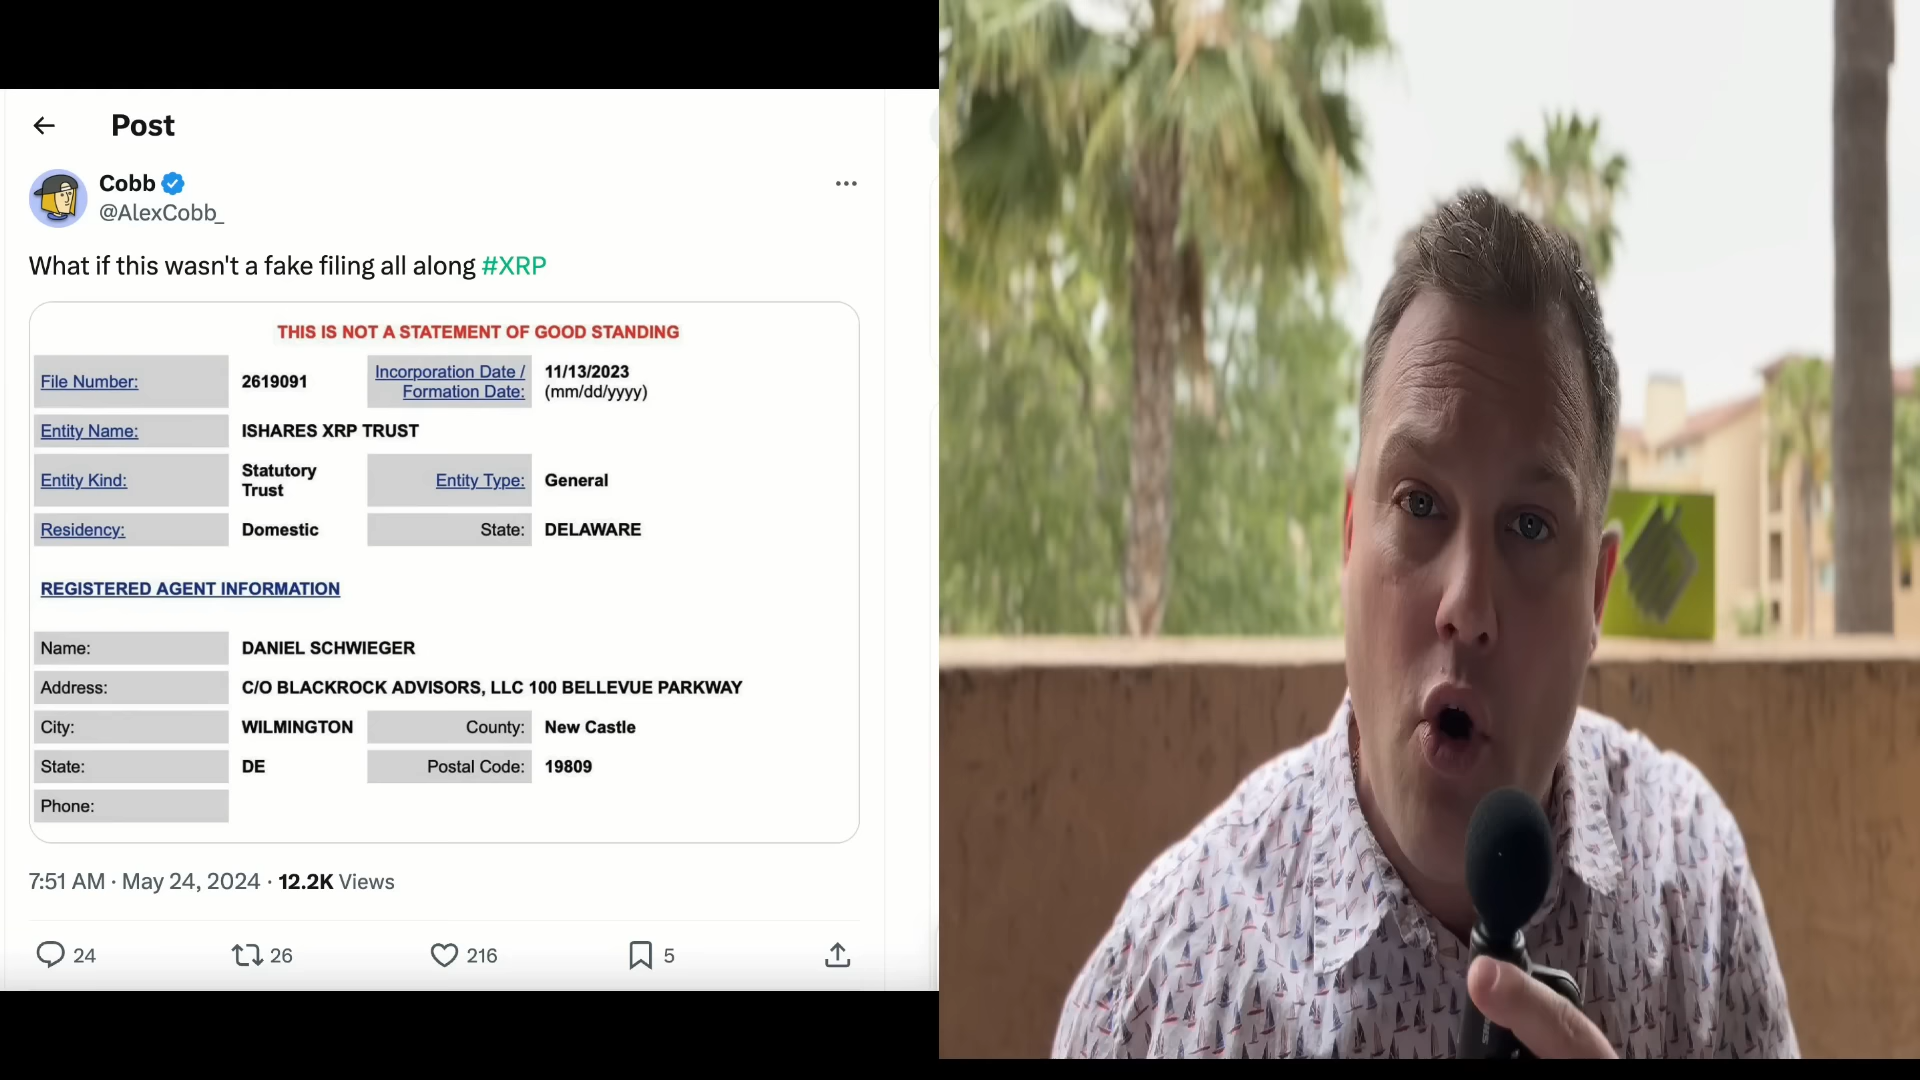 Post
Cobb
@AlexCobb_
What if this wasn't a fake filing all along #XRP
THIS IS NOT A STATEMENT OF GOOD STANDING
File Number: 2619091 Incorporation Date / Formation Date: 11/13/2023 (mm/dd/yyyy)
Entity Name: ISHARES XRP TRUST
Entity Kind: Statutory Trust Entity Type: General
Residency: Domestic State: DELAWARE
REGISTERED AGENT INFORMATION
Name: DANIEL SCHWIEGER
Address: C/O BLACKROCK ADVISORS, LLC 100 BELLEVUE PARKWAY
City: WILMINGTON County: New Castle
State: DE Postal Code: 19809
Phone:
7:51 AM · May 24, 2024 · 12.2K Views
24 26 216 5